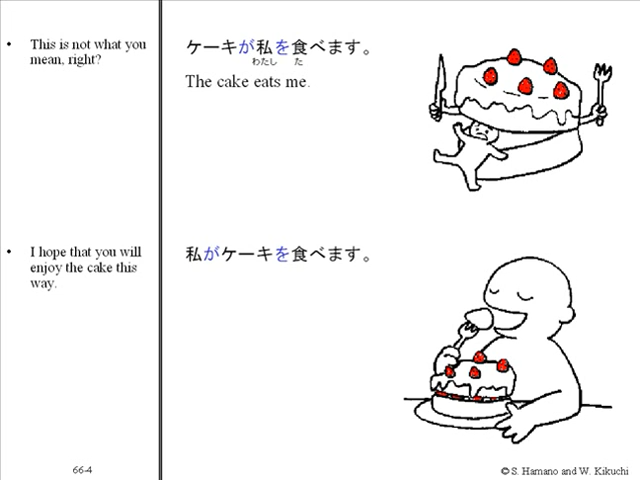 • This is not what you
mean, right?
ケーキが私を食べます。
わたし た
The cake eats me.
• I hope that you will
enjoy the cake this
way.
私がケーキを食べます。
66-4
© S. Hamano and W. Kikuchi